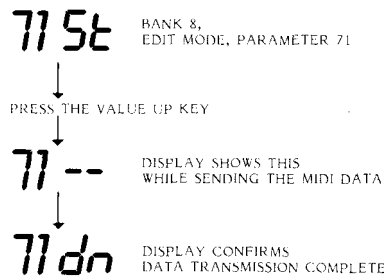 71 St
BANK 8,
EDIT MODE, PARAMETER 71
PRESS THE VALUE UP KEY
71 --
DISPLAY SHOWS THIS
WHILE SENDING THE MIDI DATA
71 dn
DISPLAY CONFIRMS
DATA TRANSMISSION COMPLETE